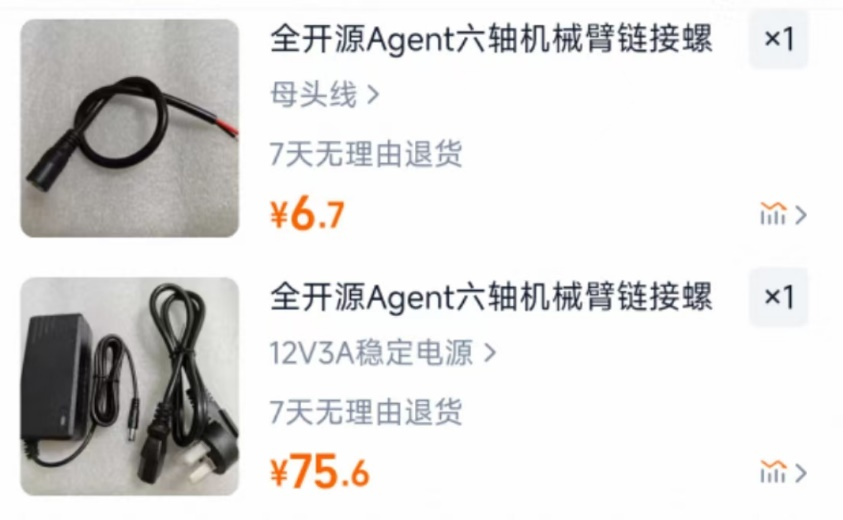 全开源Agent六轴机械臂链接螺
×1
母头线 >
7天无理由退货
¥6.7
全开源Agent六轴机械臂链接螺
×1
12V3A稳定电源 >
7天无理由退货
¥75.6